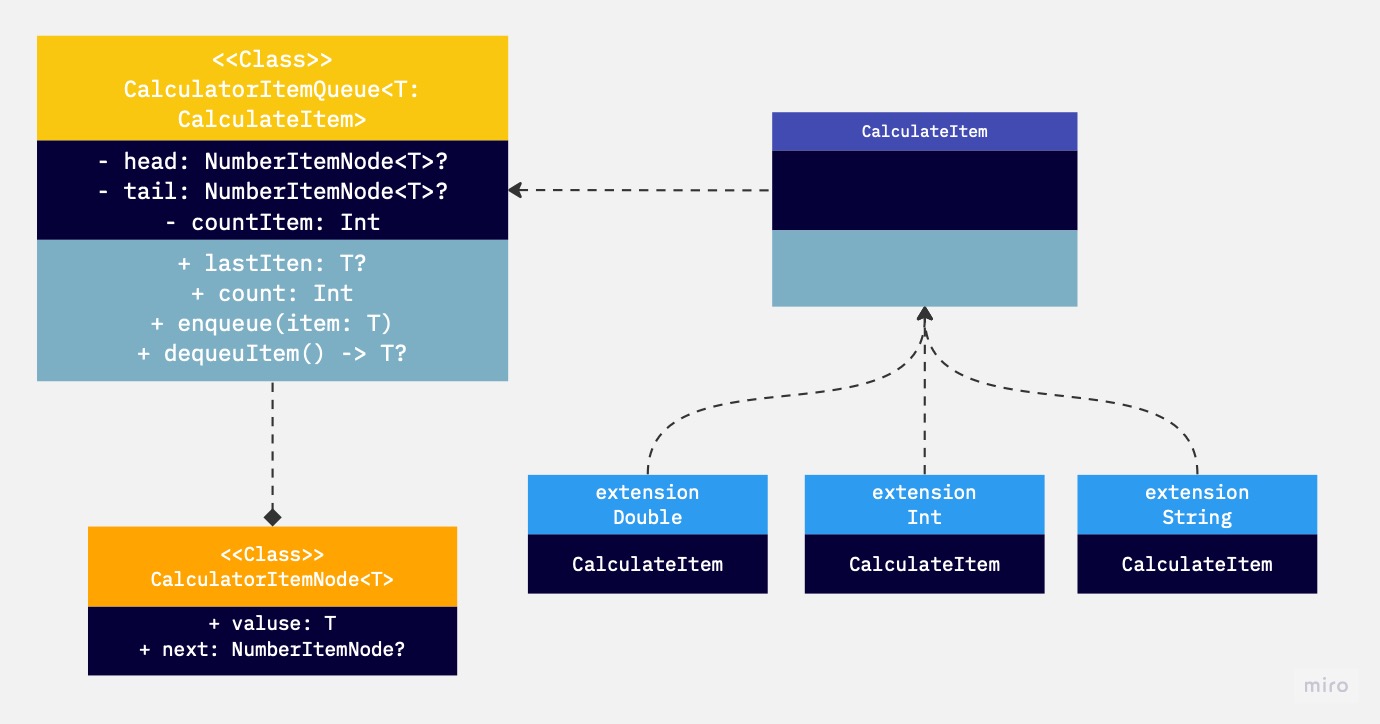 <<Class>>
CalculatorItemQueue<T:
CalculateItem>
- head: NumberItemNode<T>?
- tail: NumberItemNode<T>?
- countItem: Int
+ lastIten: T?
+ count: Int
+ enqueue(item: T)
+ dequeuItem() -> T?
CalculateItem
extension
Double
CalculateItem
extension
Int
CalculateItem
extension
String
CalculateItem
<<Class>>
CalculatorItemNode<T>
+ valuse: T
+ next: NumberItemNode?
miro